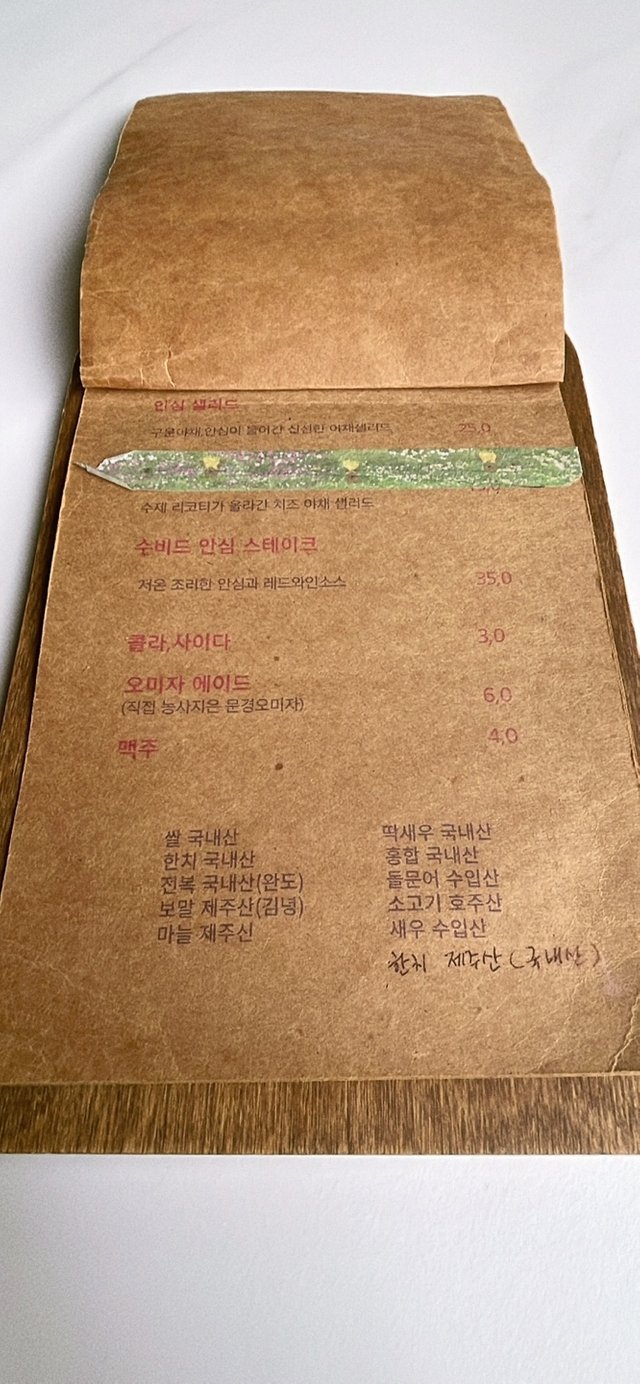 안심 샐러드
구운야채,안심이 들어간 신선한 야채샐러드 25,0
수제 리코타가 올라간 치즈 야채 샐러드
수비드 안심 스테이크
저온 조리한 안심과 레드와인소스 35,0
콜라,사이다 3,0
오미자 에이드
(직접 농사지은 문경오미자) 6,0
맥주 4,0
쌀 국내산
한치 국내산
전복 국내산(완도)
보말 제주산(김녕)
마늘 제주산
딱새우 국내산
홍합 국내산
돌문어 수입산
소고기 호주산
새우 수입산
한치 제주산 (국내산)